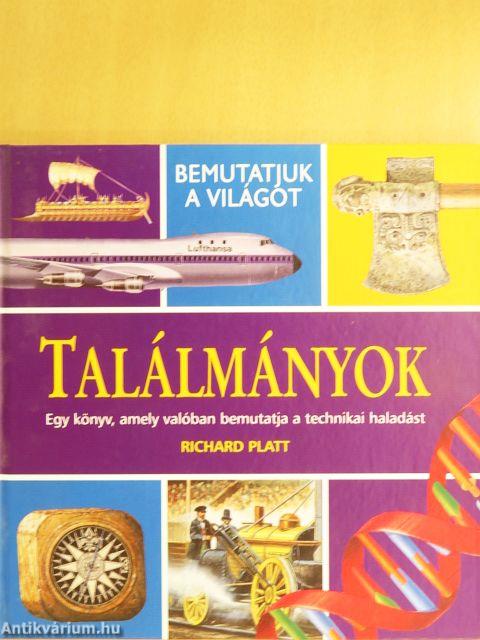 BEMUTATJUK
A VILÁGOT
Lufthansa
TALÁLMÁNYOK
Egy könyv, amely valóban bemutatja a technikai haladást
RICHARD PLATT
Antikvárium.hu